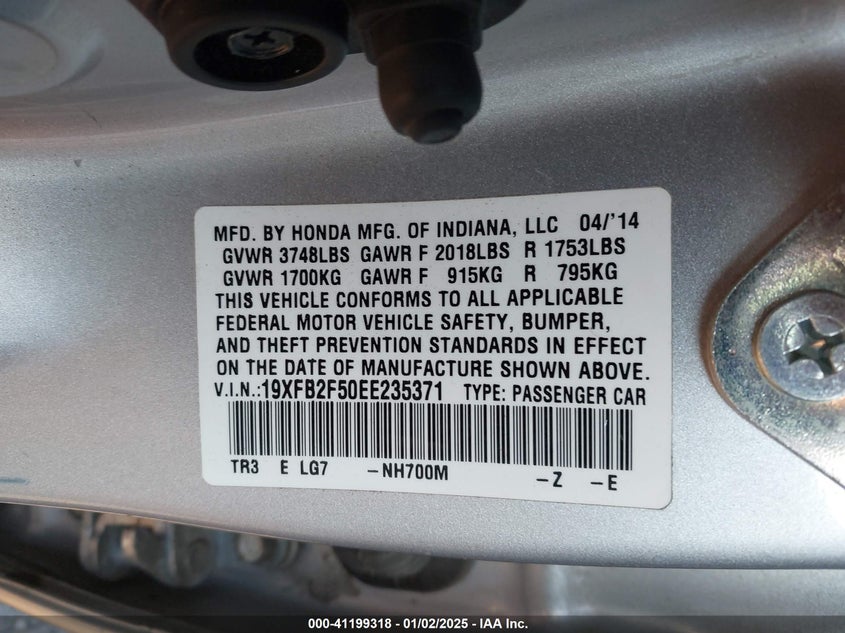 MFD. BY HONDA MFG. OF INDIANA, LLC 04/'14
GVWR 3748LBS GAWR F 2018LBS R 1753LBS
GVWR 1700KG GAWR F 915KG R 795KG
THIS VEHICLE CONFORMS TO ALL APPLICABLE
FEDERAL MOTOR VEHICLE SAFETY, BUMPER,
AND THEFT PREVENTION STANDARDS IN EFFECT
ON THE DATE OF MANUFACTURE SHOWN ABOVE.
V.I.N.:19XFB2F50EE235371 TYPE: PASSENGER CAR
TR3 E LG7 -NH700M -Z -E
000-41199318 | 01/02/2025 - IAA Inc.